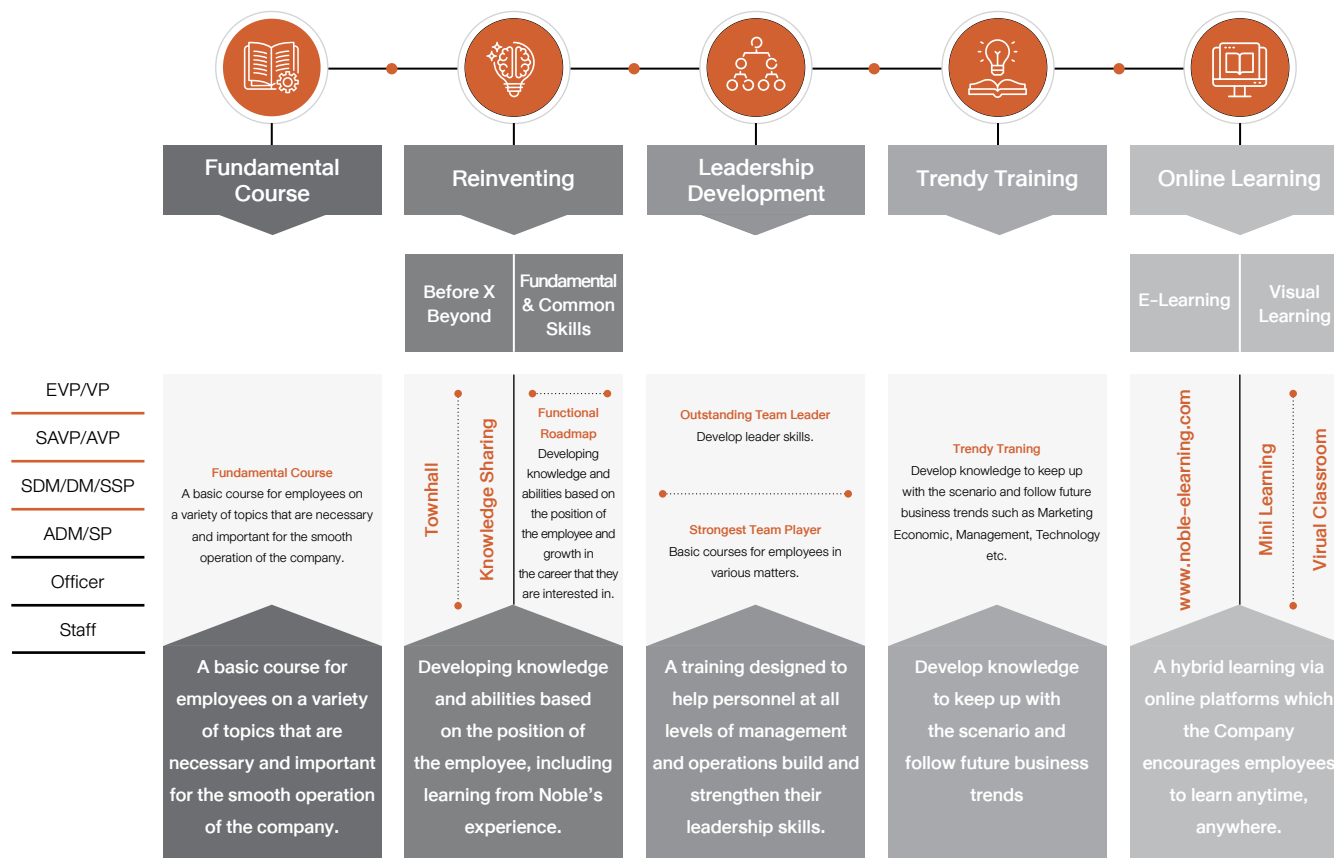 Fundamental
Course
Reinventing
Leadership
Development
Trendy Training
Online Learning
Before X
Beyond
Fundamental
& Common
Skills
E-Learning
Visual
Learning
EVP/VP
SAVP/AVP
SDM/DM/SSP
ADM/SP
Officer
Staff
Fundamental Course
A basic course for employees on
a variety of topics that are necessary
and important for the smooth
operation of the company.
Townhall
Knowledge Sharing
Functional
Roadmap
Developing
knowledge and
abilities based on
the position of
the employee and
growth in
the career that they
are interested in.
Outstanding Team Leader
Develop leader skills.
Strongest Team Player
Basic courses for employees in
various matters.
Trendy Traning
Develop knowledge to keep up
with the scenario and follow future
business trends such as Marketing
Economic, Management, Technology
etc.
www.noble-elearning.com
Mini Learning
Virual Classroom
A basic course for
employees on a variety
of topics that are
necessary and important
for the smooth operation
of the company.
Developing knowledge
and abilities based
on the position of
the employee, including
learning from Noble's
experience.
A training designed to
help personnel at all
levels of management
and operations build and
strengthen their
leadership skills.
Develop knowledge
to keep up with
the scenario and
follow future business
trends
A hybrid learning via
online platforms which
the Company
encourages employees
to learn anytime,
anywhere.